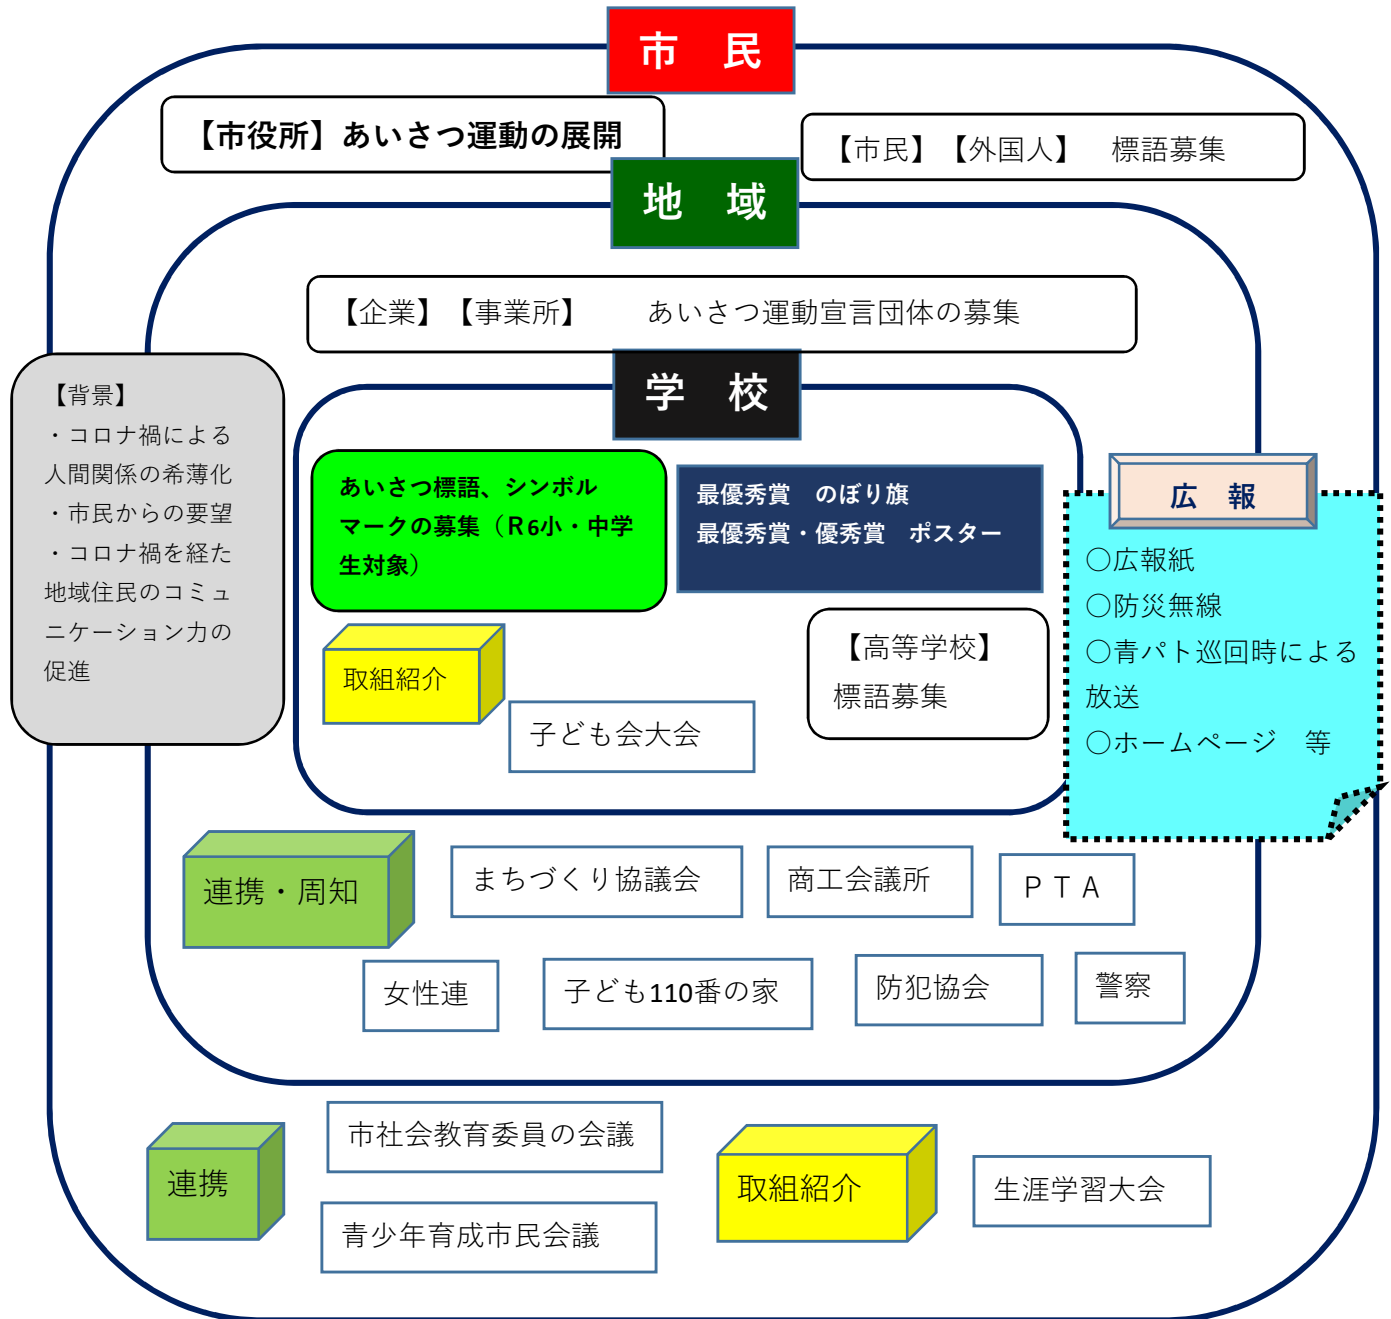 市　民
【市役所】あいさつ運動の展開
【市民】【外国人】　標語募集
地　域
【企業】【事業所】　　あいさつ運動宣言団体の募集
学　校
【背景】
・コロナ禍による
人間関係の希薄化
・市民からの要望
・コロナ禍を経た
地域住民のコミュ
ニケーション力の
促進
あいさつ標語、シンボル
マークの募集（R6小・中学
生対象）
最優秀賞　のぼり旗
最優秀賞・優秀賞　ポスター
取組紹介
子ども会大会
【高等学校】
標語募集
広　報
○広報紙
○防災無線
○青パト巡回時による
放送
○ホームページ　等
連携・周知
まちづくり協議会
商工会議所
ＰＴＡ
女性連
子ども110番の家
防犯協会
警察
連携
市社会教育委員の会議
青少年育成市民会議
取組紹介
生涯学習大会